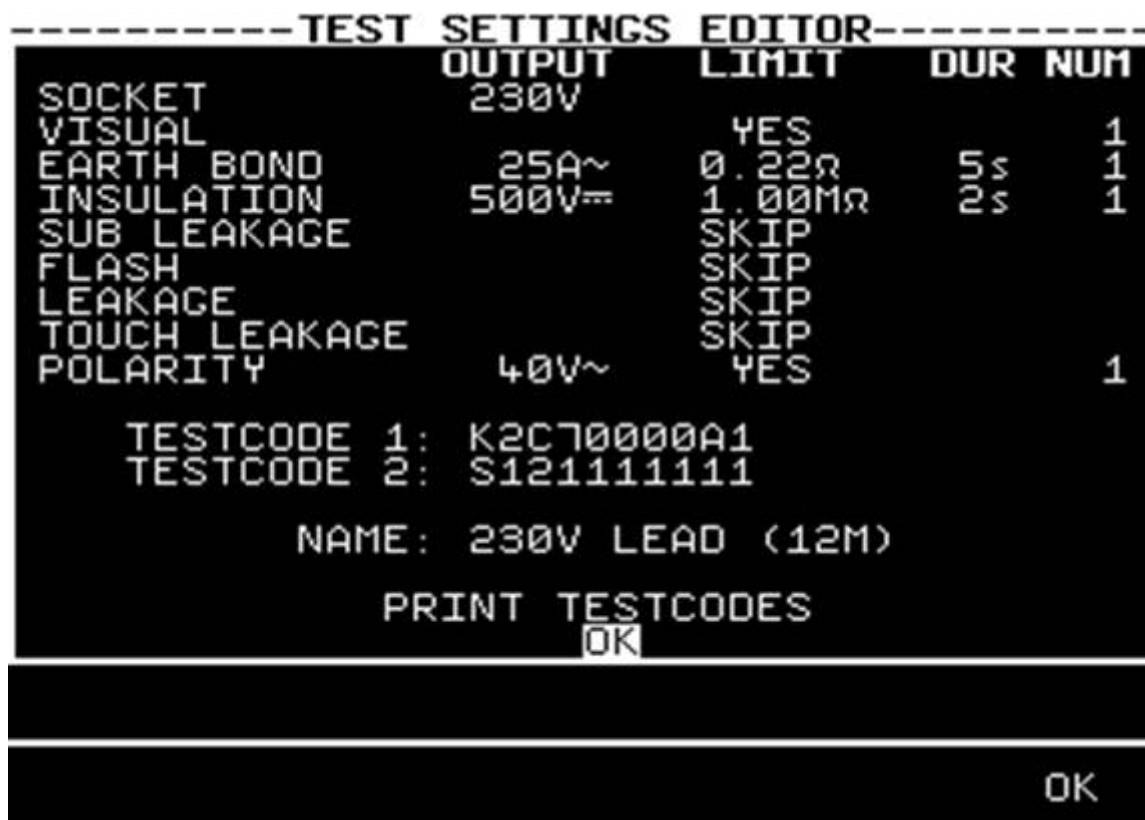 ----------TEST SETTINGS EDITOR----------
OUTPUT LIMIT DUR NUM
SOCKET 230V
VISUAL YES 1
EARTH BOND 25A~ 0.22Ω 5s 1
INSULATION 500V⎓ 1.00MΩ 2s 1
SUB LEAKAGE SKIP
FLASH SKIP
LEAKAGE SKIP
TOUCH LEAKAGE SKIP
POLARITY 40V~ YES 1
TESTCODE 1: K2C70000A1
TESTCODE 2: S121111111
NAME: 230V LEAD (12M)
PRINT TESTCODES
OK
OK